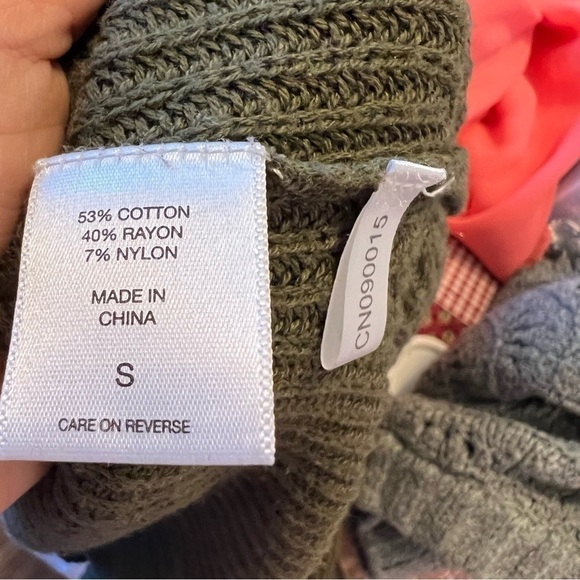 53% COTTON
40% RAYON
7% NYLON
MADE IN
CHINA
S
CARE ON REVERSE
CN090015